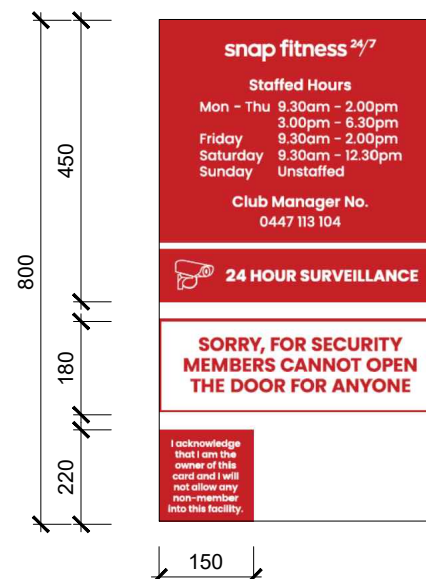 snap fitness 24/7
Staffed Hours
Mon - Thu 9.30am - 2.00pm
3.00pm - 6.30pm
Friday 9.30am - 2.00pm
Saturday 9.30am - 12.30pm
Sunday Unstaffed
Club Manager No.
0447 113 104
24 HOUR SURVEILLANCE
SORRY, FOR SECURITY
MEMBERS CANNOT OPEN
THE DOOR FOR ANYONE
I acknowledge
that I am the
owner of this
card and I will
not allow any
non-member
into this facility.
800
450
180
220
150